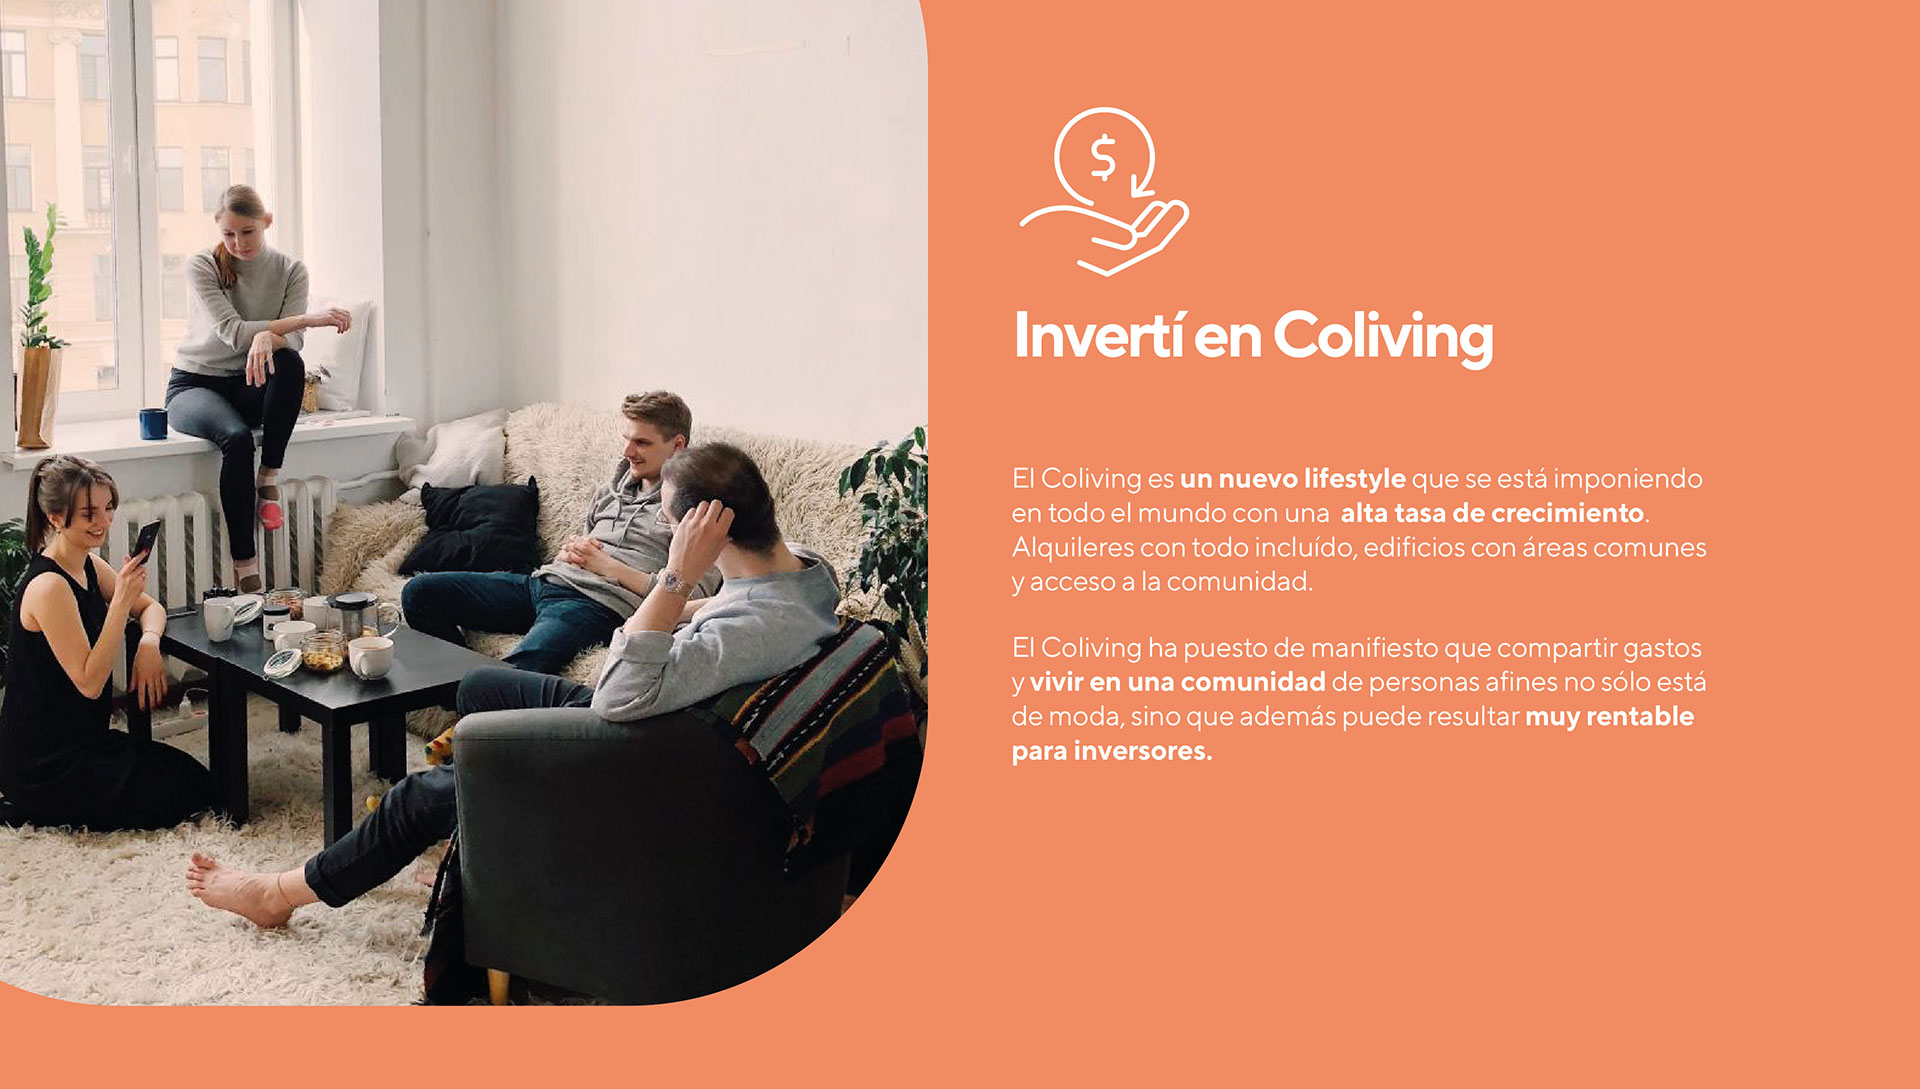 $
Invertí en Coliving
El Coliving es un nuevo lifestyle que se está imponiendo
en todo el mundo con una alta tasa de crecimiento.
Alquileres con todo incluído, edificios con áreas comunes
y acceso a la comunidad.
El Coliving ha puesto de manifiesto que compartir gastos
y vivir en una comunidad de personas afines no sólo está
de moda, sino que además puede resultar muy rentable
para inversores.